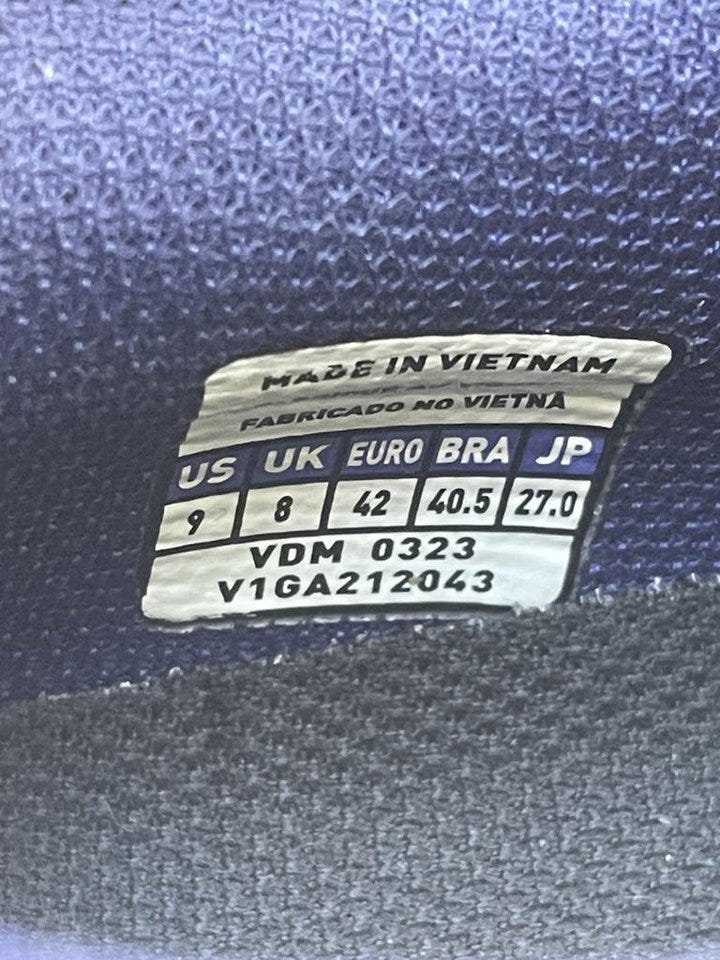 MADE IN VIETNAM
FABRICADO NO VIETNÃ
US UK EURO BRA JP
9 8 42 40.5 27.0
VDM 0323
V1GA212043